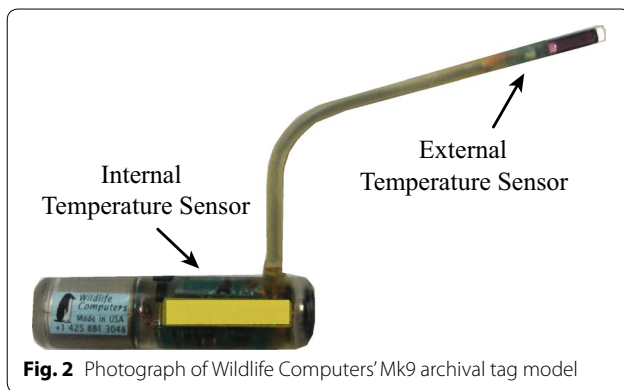 External
Temperature Sensor
Internal
Temperature Sensor
Wildlife
Computers
Made in USA
+1 425 881 3048
Fig. 2 Photograph of Wildlife Computers' Mk9 archival tag model